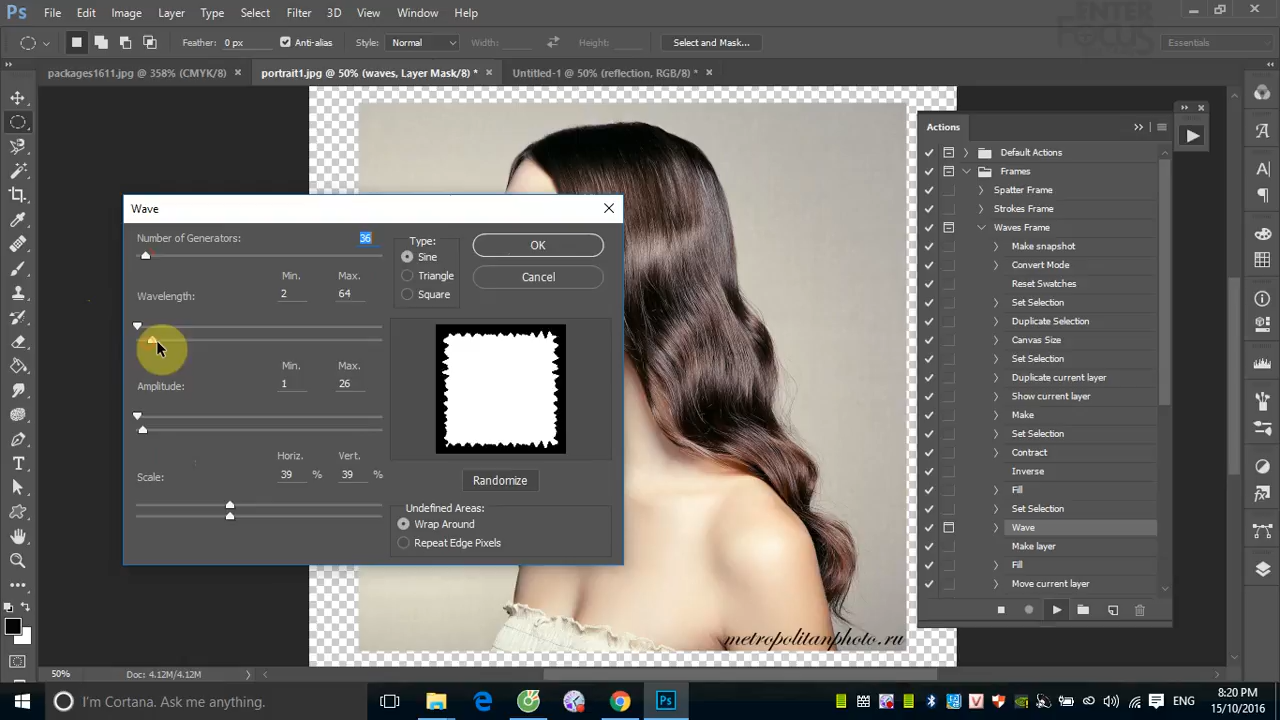 Ps File Edit Image Layer Type Select Filter 3D View Window Help
ENTER
FOCUS
Feather: 0 px Anti-alias Style: Normal Width: Height: Select and Mask... Essentials
packages1611.jpg @ 358% (CMYK/8) × portrait1.jpg @ 50% (waves, Layer Mask/8) * × Untitled-1 @ 50% (reflection, RGB/8) * ×
Actions
Default Actions
Frames
Spatter Frame
Strokes Frame
Waves Frame
Make snapshot
Convert Mode
Reset Swatches
Set Selection
Duplicate Selection
Canvas Size
Set Selection
Duplicate current layer
Show current layer
Make
Set Selection
Contract
Inverse
Fill
Set Selection
Wave
Make layer
Fill
Move current layer
Wave
Number of Generators: 36
Min. Max.
Wavelength: 2 64
Min. Max.
Amplitude: 1 26
Horiz. Vert.
Scale: 39 % 39 %
Type:
Sine
Triangle
Square
OK
Cancel
Randomize
Undefined Areas:
Wrap Around
Repeat Edge Pixels
metropolitanphoto.ru
50% Doc: 4.12M/4.12M
I'm Cortana. Ask me anything.
Ps
ENG
8:20 PM
15/10/2016